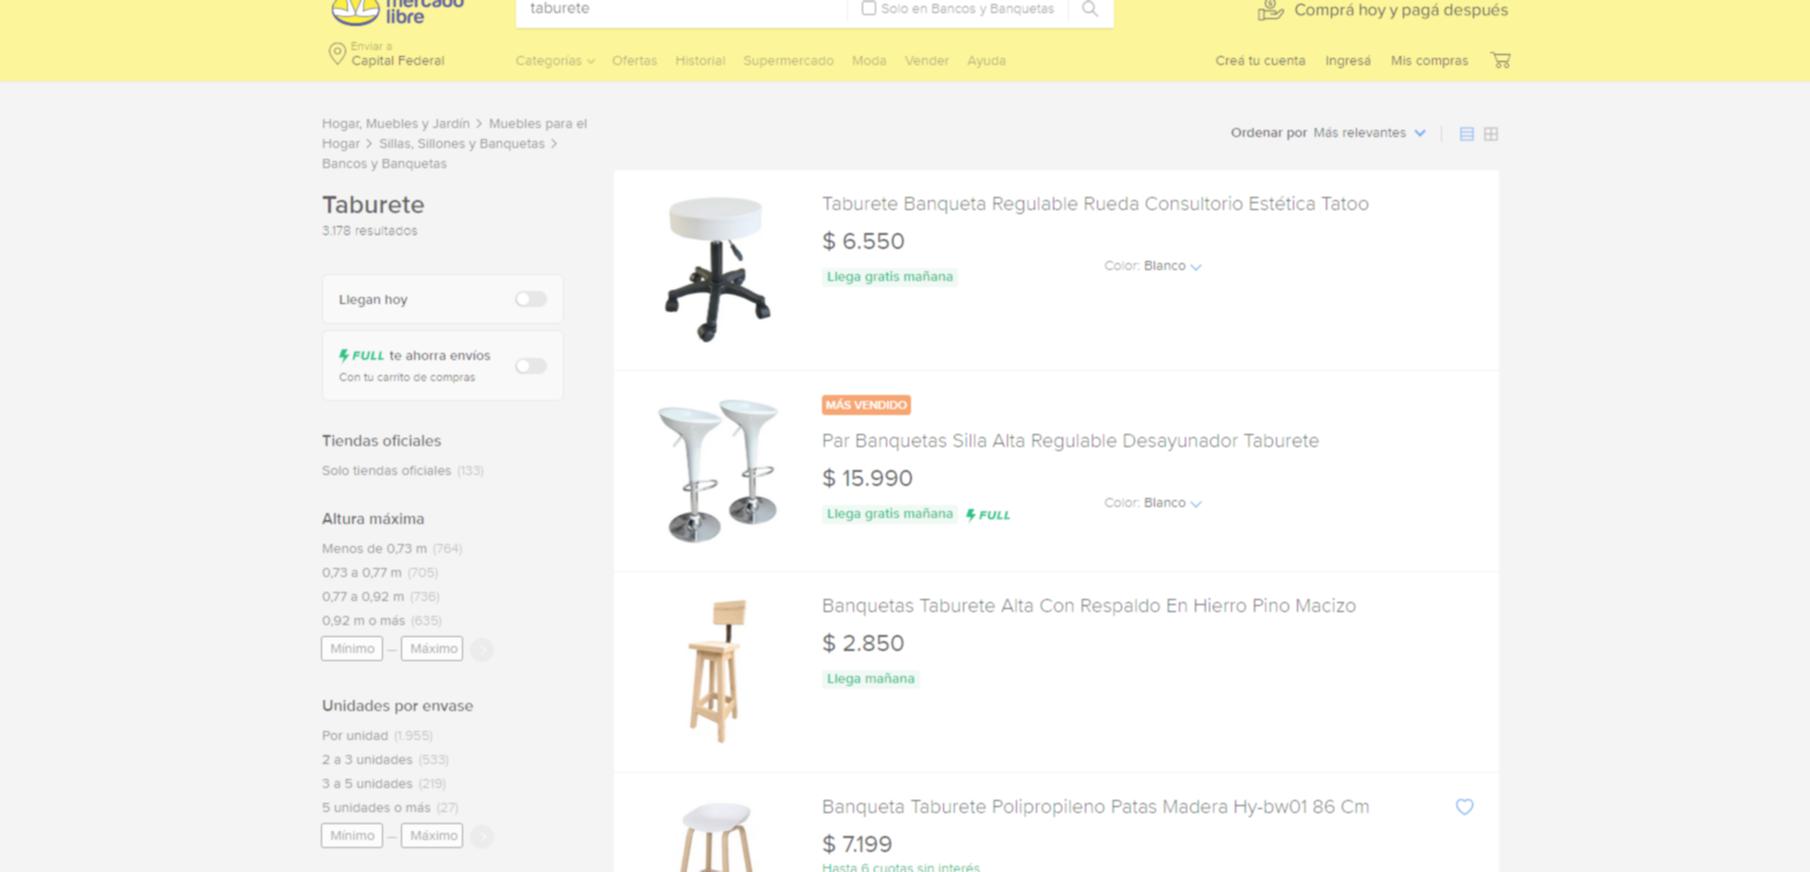 mercado
libre
taburete
Solo en Bancos y Banquetas
Comprá hoy y pagá después
Enviar a
Capital Federal
Categorías
Ofertas
Historial
Supermercado
Moda
Vender
Ayuda
Creá tu cuenta
Ingresá
Mis compras
Hogar, Muebles y Jardín > Muebles para el
Hogar > Sillas, Sillones y Banquetas >
Bancos y Banquetas
Ordenar por Más relevantes
Taburete
3.178 resultados
Llegan hoy
FULL te ahorra envíos
Con tu carrito de compras
Tiendas oficiales
Solo tiendas oficiales (133)
Altura máxima
Menos de 0,73 m (764)
0,73 a 0,77 m (705)
0,77 a 0,92 m (736)
0,92 m o más (635)
Mínimo – Máximo
Unidades por envase
Por unidad (1.955)
2 a 3 unidades (533)
3 a 5 unidades (219)
5 unidades o más (27)
Mínimo – Máximo
Taburete Banqueta Regulable Rueda Consultorio Estética Tatoo
$ 6.550
Color: Blanco
Llega gratis mañana
MÁS VENDIDO
Par Banquetas Silla Alta Regulable Desayunador Taburete
$ 15.990
Color: Blanco
Llega gratis mañana FULL
Banquetas Taburete Alta Con Respaldo En Hierro Pino Macizo
$ 2.850
Llega mañana
Banqueta Taburete Polipropileno Patas Madera Hy-bw01 86 Cm
$ 7.199
Hasta 6 cuotas sin interés